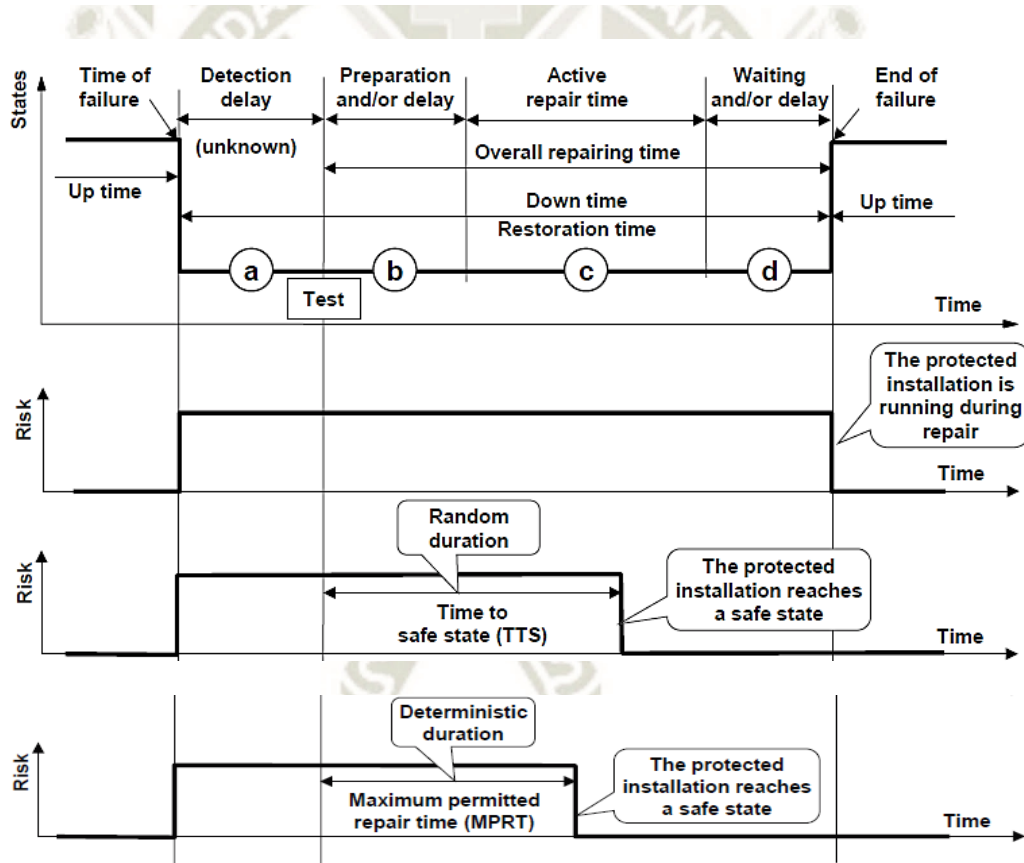 States
Time of
failure
Detection
delay
(unknown)
Preparation
and/or delay
Active
repair time
Waiting
and/or delay
End of
failure
Overall repairing time
Up time
Down time
Restoration time
Up time
a
b
c
d
Test
Time
Risk
The protected
installation is
running during
repair
Time
Risk
Random
duration
Time to
safe state (TTS)
The protected
installation reaches
a safe state
Time
Risk
Deterministic
duration
Maximum permitted
repair time (MPRT)
The protected
installation reaches
a safe state
Time